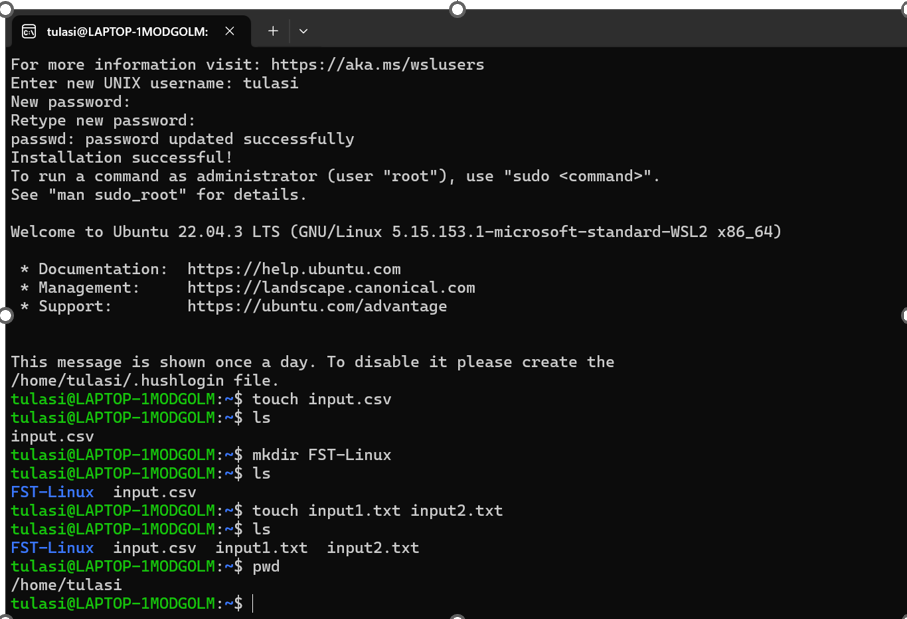 tulasi@LAPTOP-1MODGOLM:
For more information visit: https://aka.ms/wslusers
Enter new UNIX username: tulasi
New password:
Retype new password:
passwd: password updated successfully
Installation successful!
To run a command as administrator (user "root"), use "sudo <command>".
See "man sudo_root" for details.
Welcome to Ubuntu 22.04.3 LTS (GNU/Linux 5.15.153.1-microsoft-standard-WSL2 x86_64)
* Documentation:  https://help.ubuntu.com
* Management:     https://landscape.canonical.com
* Support:        https://ubuntu.com/advantage
This message is shown once a day. To disable it please create the
/home/tulasi/.hushlogin file.
tulasi@LAPTOP-1MODGOLM:~$ touch input.csv
tulasi@LAPTOP-1MODGOLM:~$ ls
input.csv
tulasi@LAPTOP-1MODGOLM:~$ mkdir FST-Linux
tulasi@LAPTOP-1MODGOLM:~$ ls
FST-Linux  input.csv
tulasi@LAPTOP-1MODGOLM:~$ touch input1.txt input2.txt
tulasi@LAPTOP-1MODGOLM:~$ ls
FST-Linux  input.csv  input1.txt  input2.txt
tulasi@LAPTOP-1MODGOLM:~$ pwd
/home/tulasi
tulasi@LAPTOP-1MODGOLM:~$